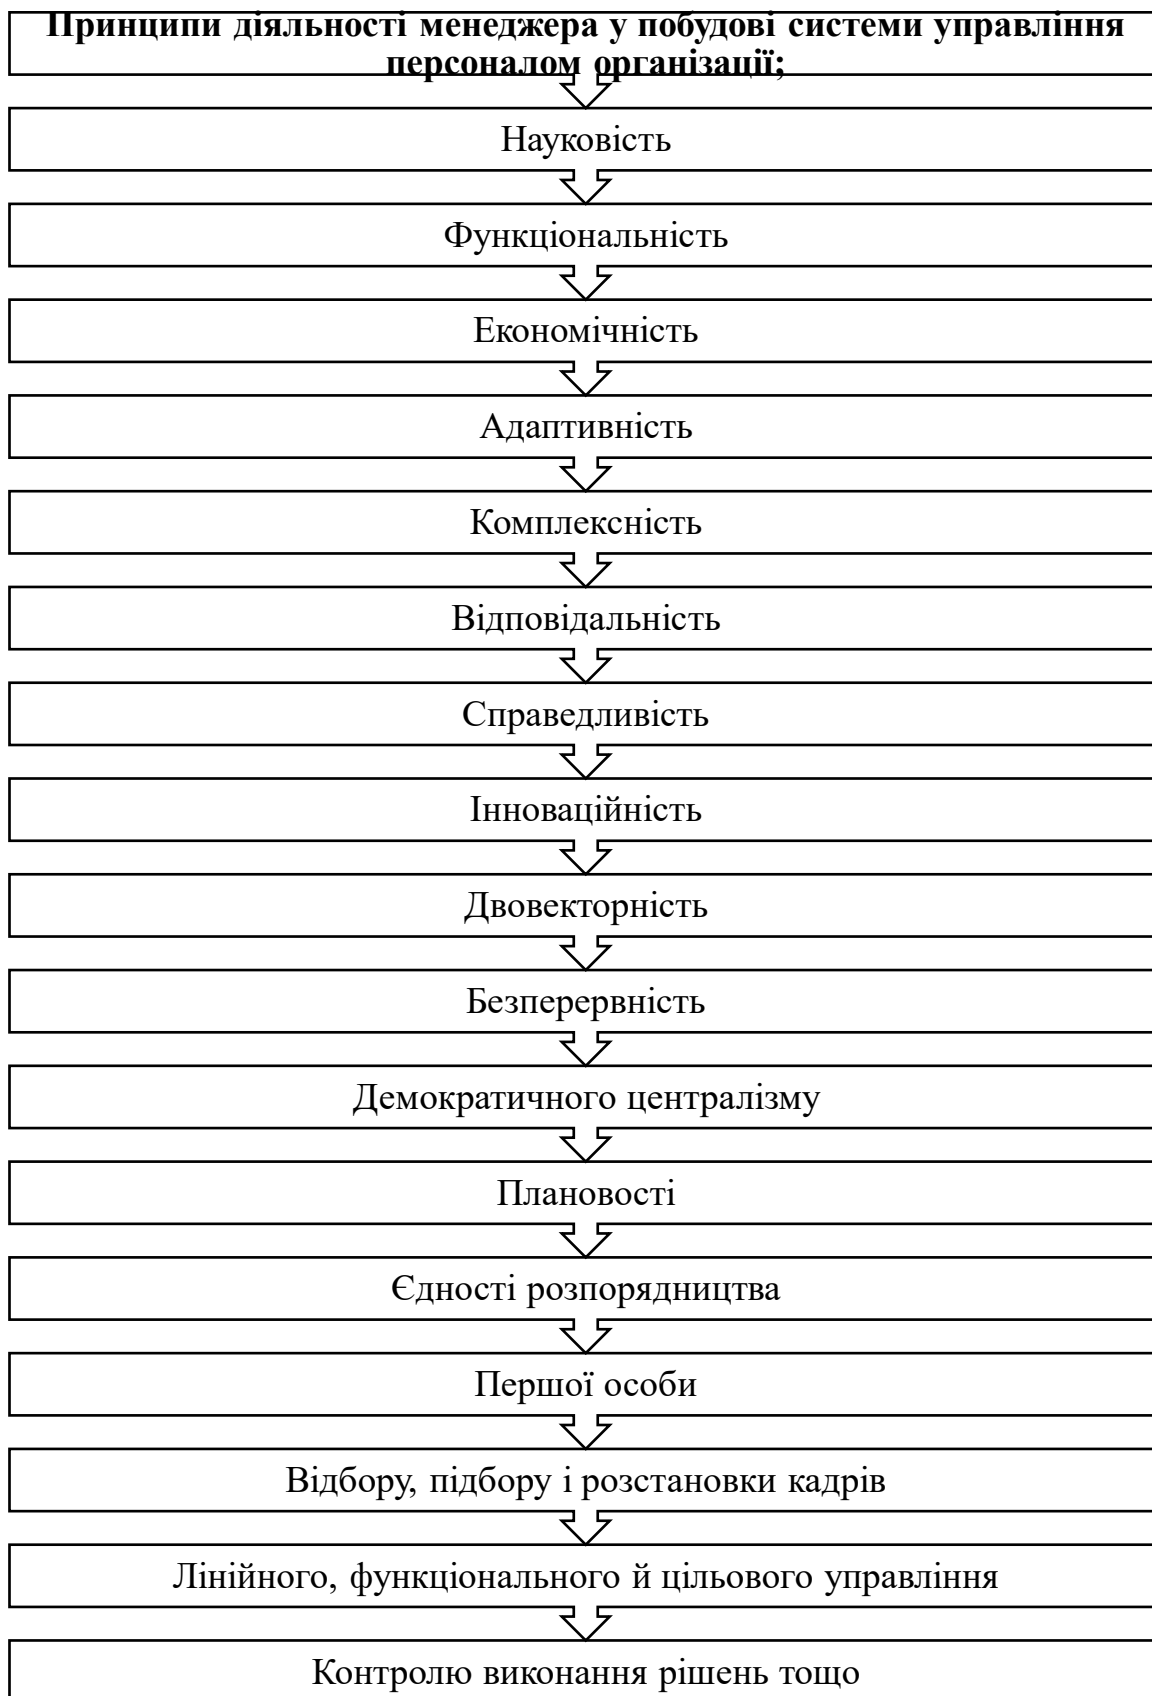 Принципи діяльності менеджера у побудові системи управління
персоналом організації;
Науковість
Функціональність
Економічність
Адаптивність
Комплексність
Відповідальність
Справедливість
Інноваційність
Двовекторність
Безперервність
Демократичного централізму
Плановості
Єдності розпорядництва
Першої особи
Відбору, підбору і розстановки кадрів
Лінійного, функціонального й цільового управління
Контролю виконання рішень тощо